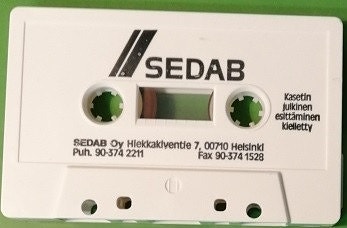 SEDAB
Kasetin
julkinen
esittäminen
kielletty
SEDAB Oy Hiekkakiventie 7, 00710 Helsinki
Puh. 90-374 2211 Fax 90-374 1528